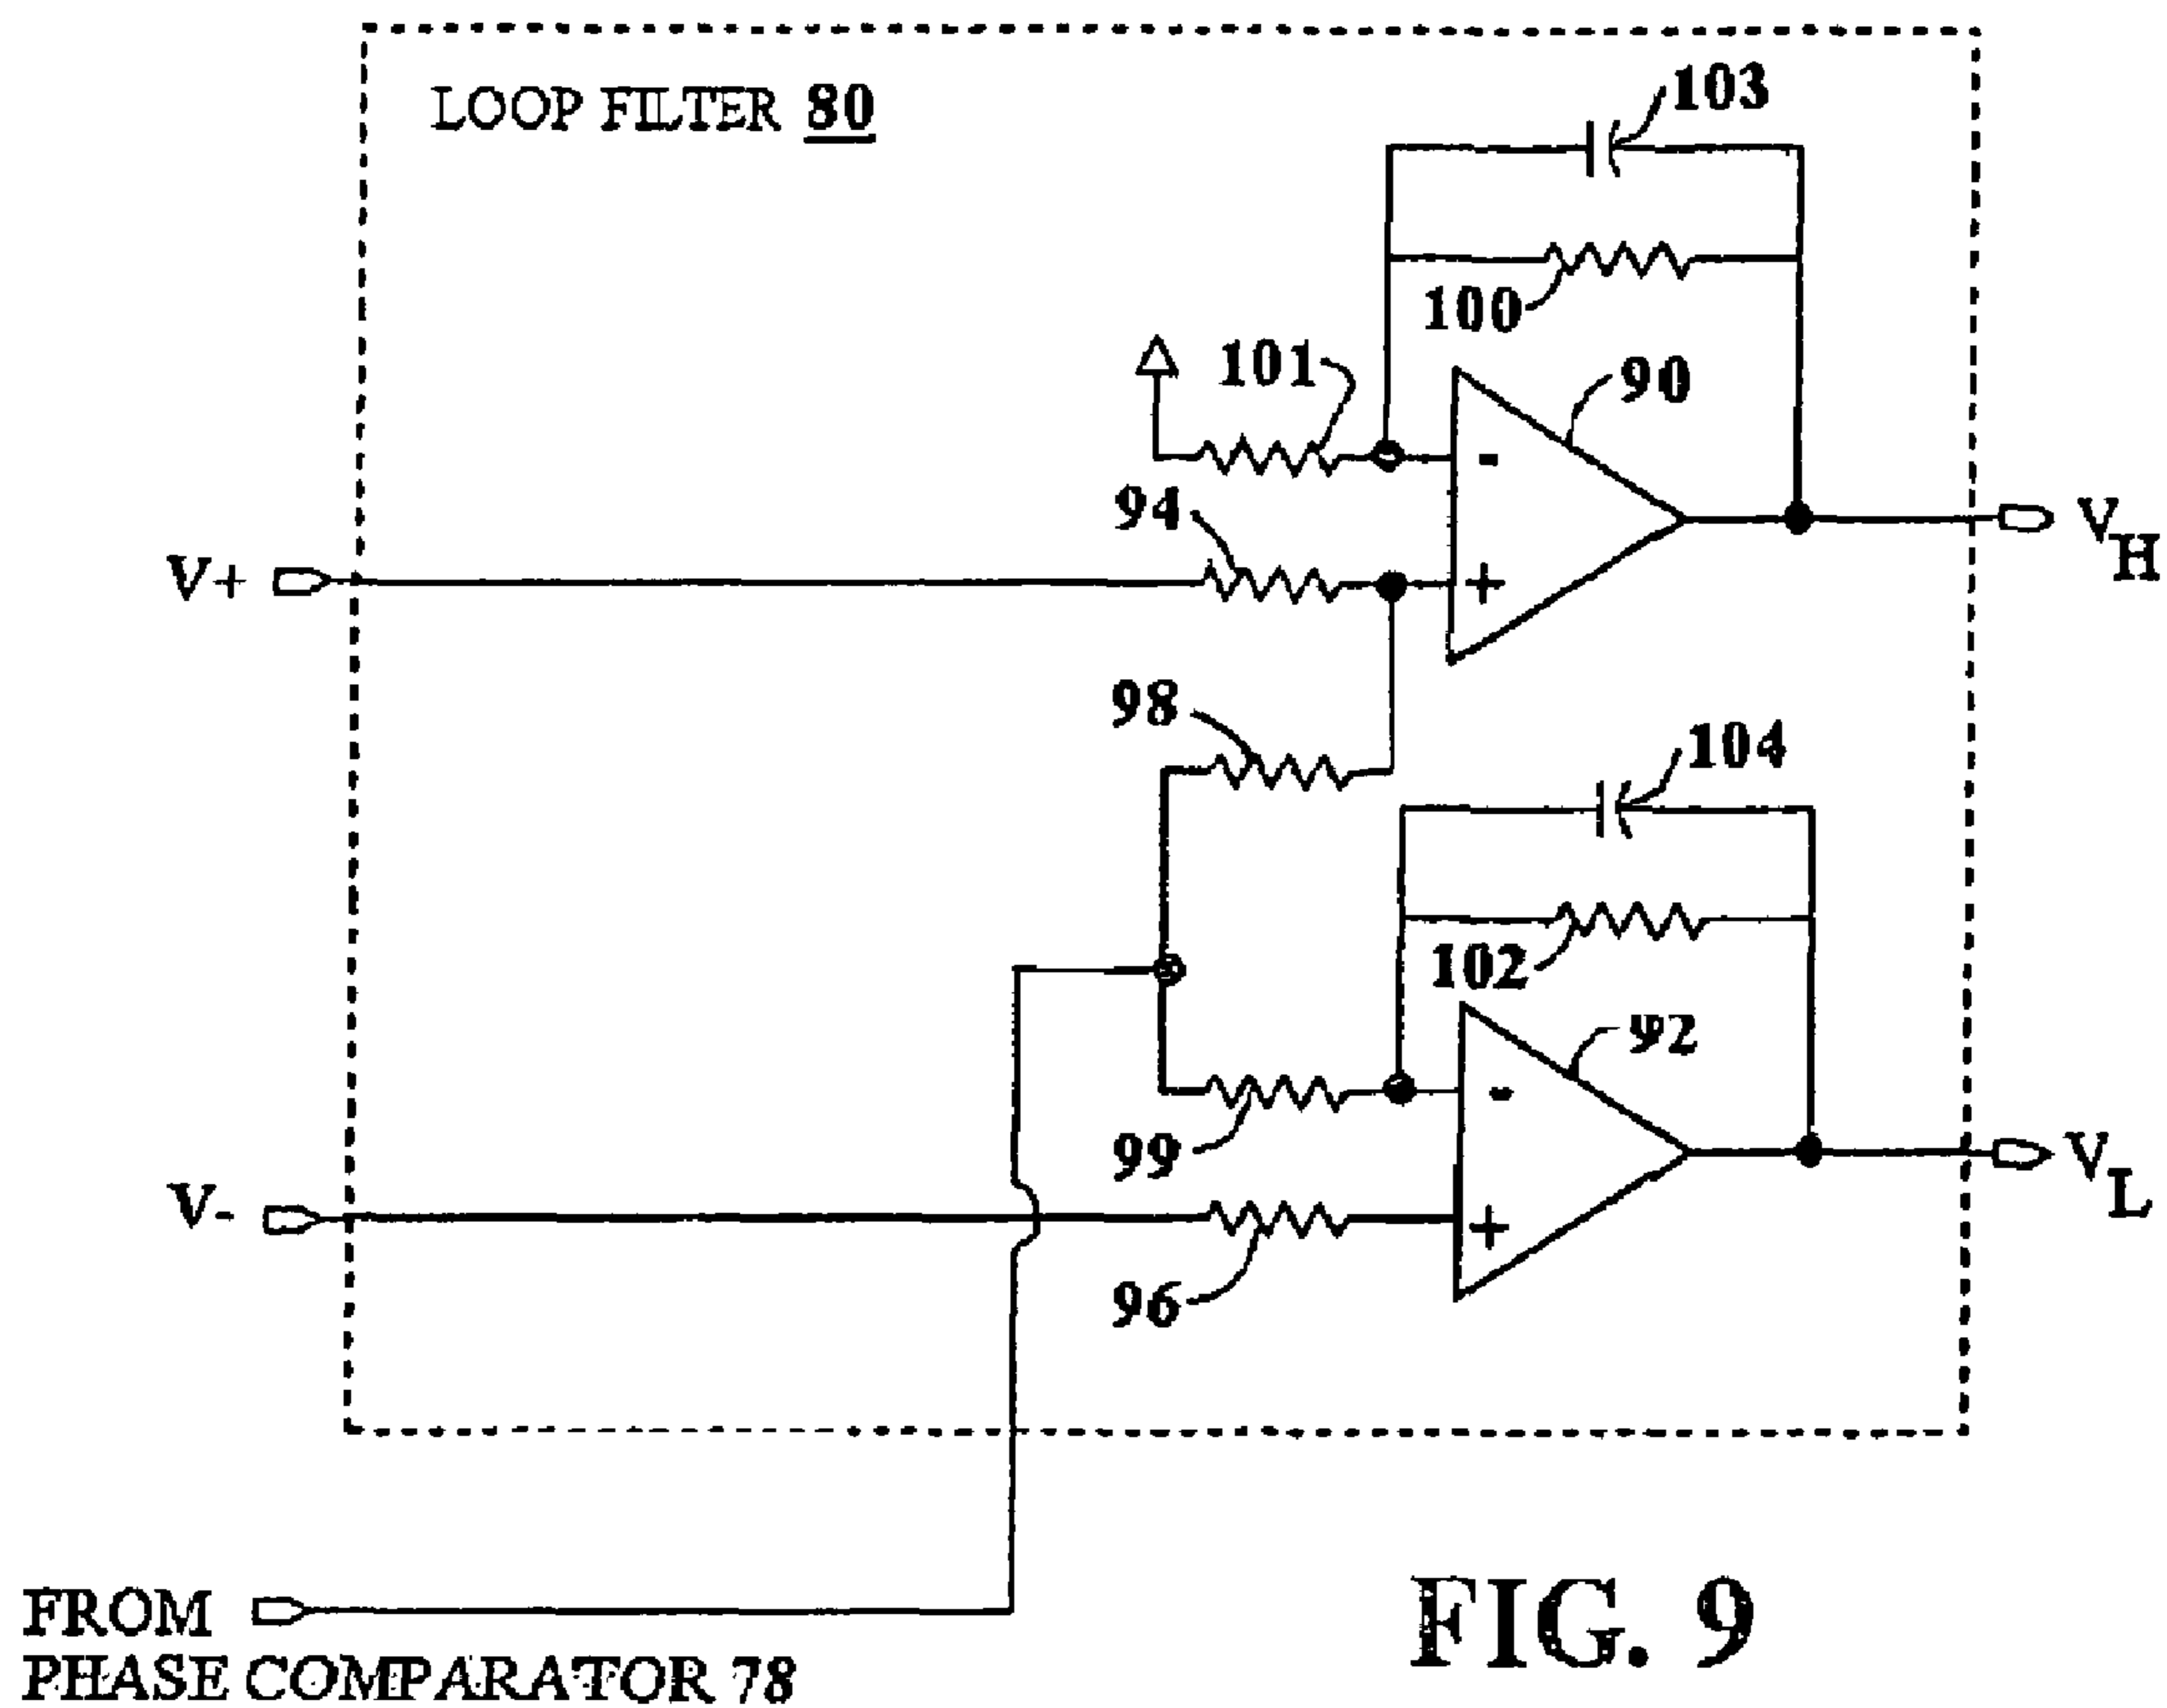 LOOP FILTER 80
103
100
101
90
94
V+
VH
98
104
102
92
99
V-
VL
96
-
+
-
+
FROM
PHASE COMPARATOR 78
FIG. 9